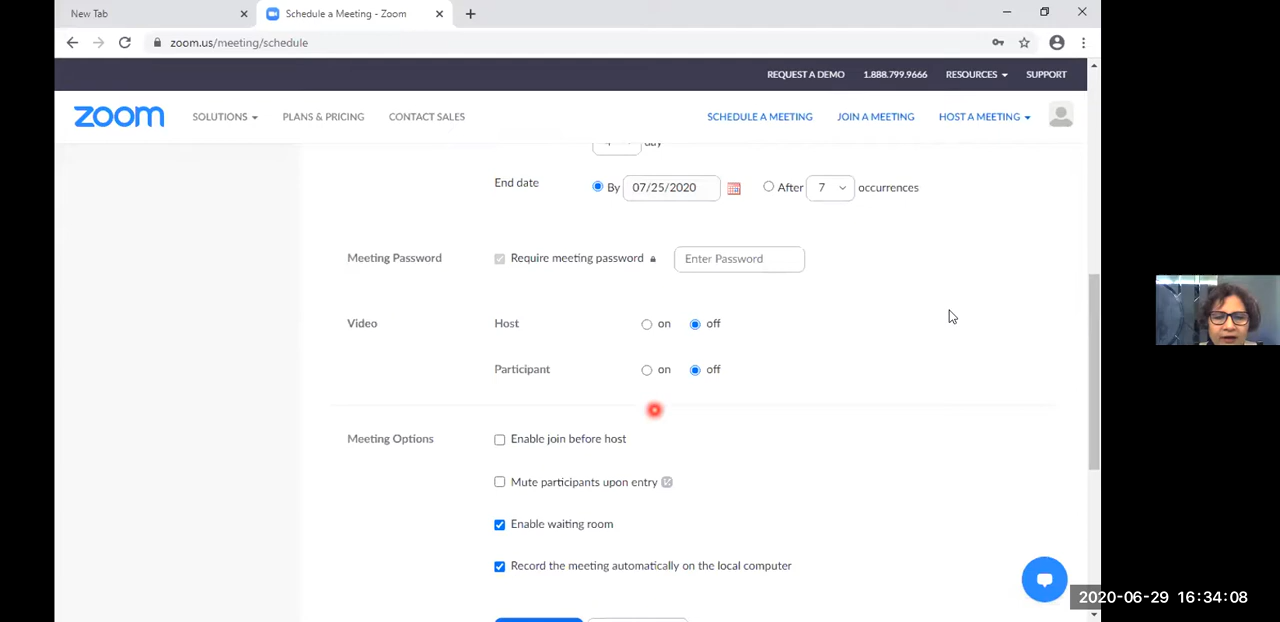 New Tab
Schedule a Meeting - Zoom
zoom.us/meeting/schedule
REQUEST A DEMO 1.888.799.9666 RESOURCES SUPPORT
zoom SOLUTIONS PLANS & PRICING CONTACT SALES SCHEDULE A MEETING JOIN A MEETING HOST A MEETING
day
End date By 07/25/2020 After 7 occurrences
Meeting Password Require meeting password Enter Password
Video Host on off
Participant on off
Meeting Options Enable join before host
Mute participants upon entry
Enable waiting room
Record the meeting automatically on the local computer
2020-06-29 16:34:08